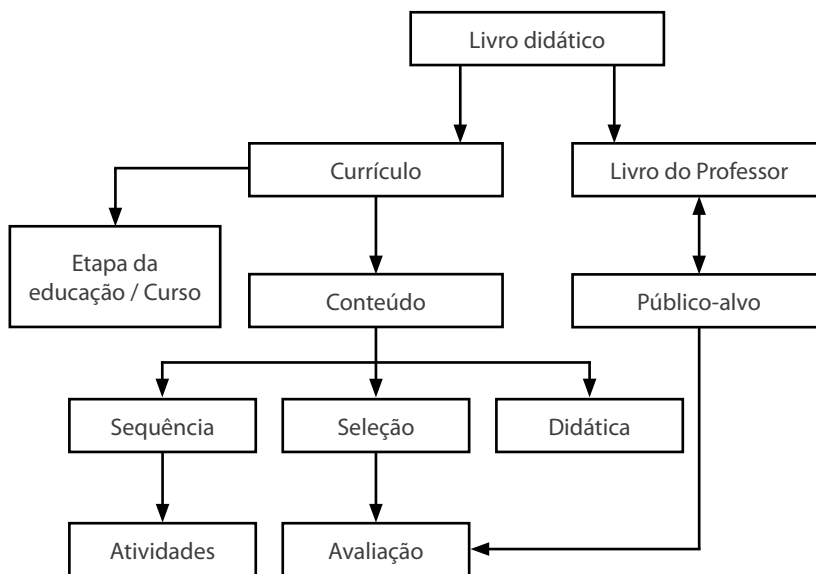 Livro didático
Currículo
Livro do Professor
Etapa da
educação / Curso
Conteúdo
Público-alvo
Sequência
Seleção
Didática
Atividades
Avaliação